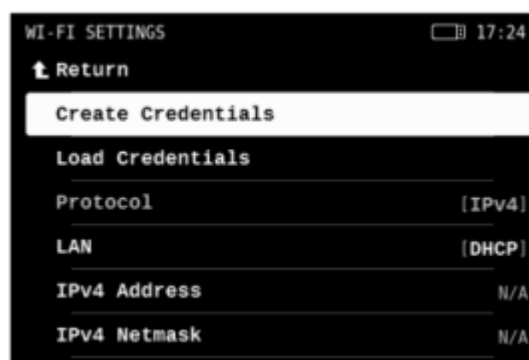 WI-FI SETTINGS 17:24
Return
Create Credentials
Load Credentials
Protocol [IPv4]
LAN [DHCP]
IPv4 Address N/A
IPv4 Netmask N/A